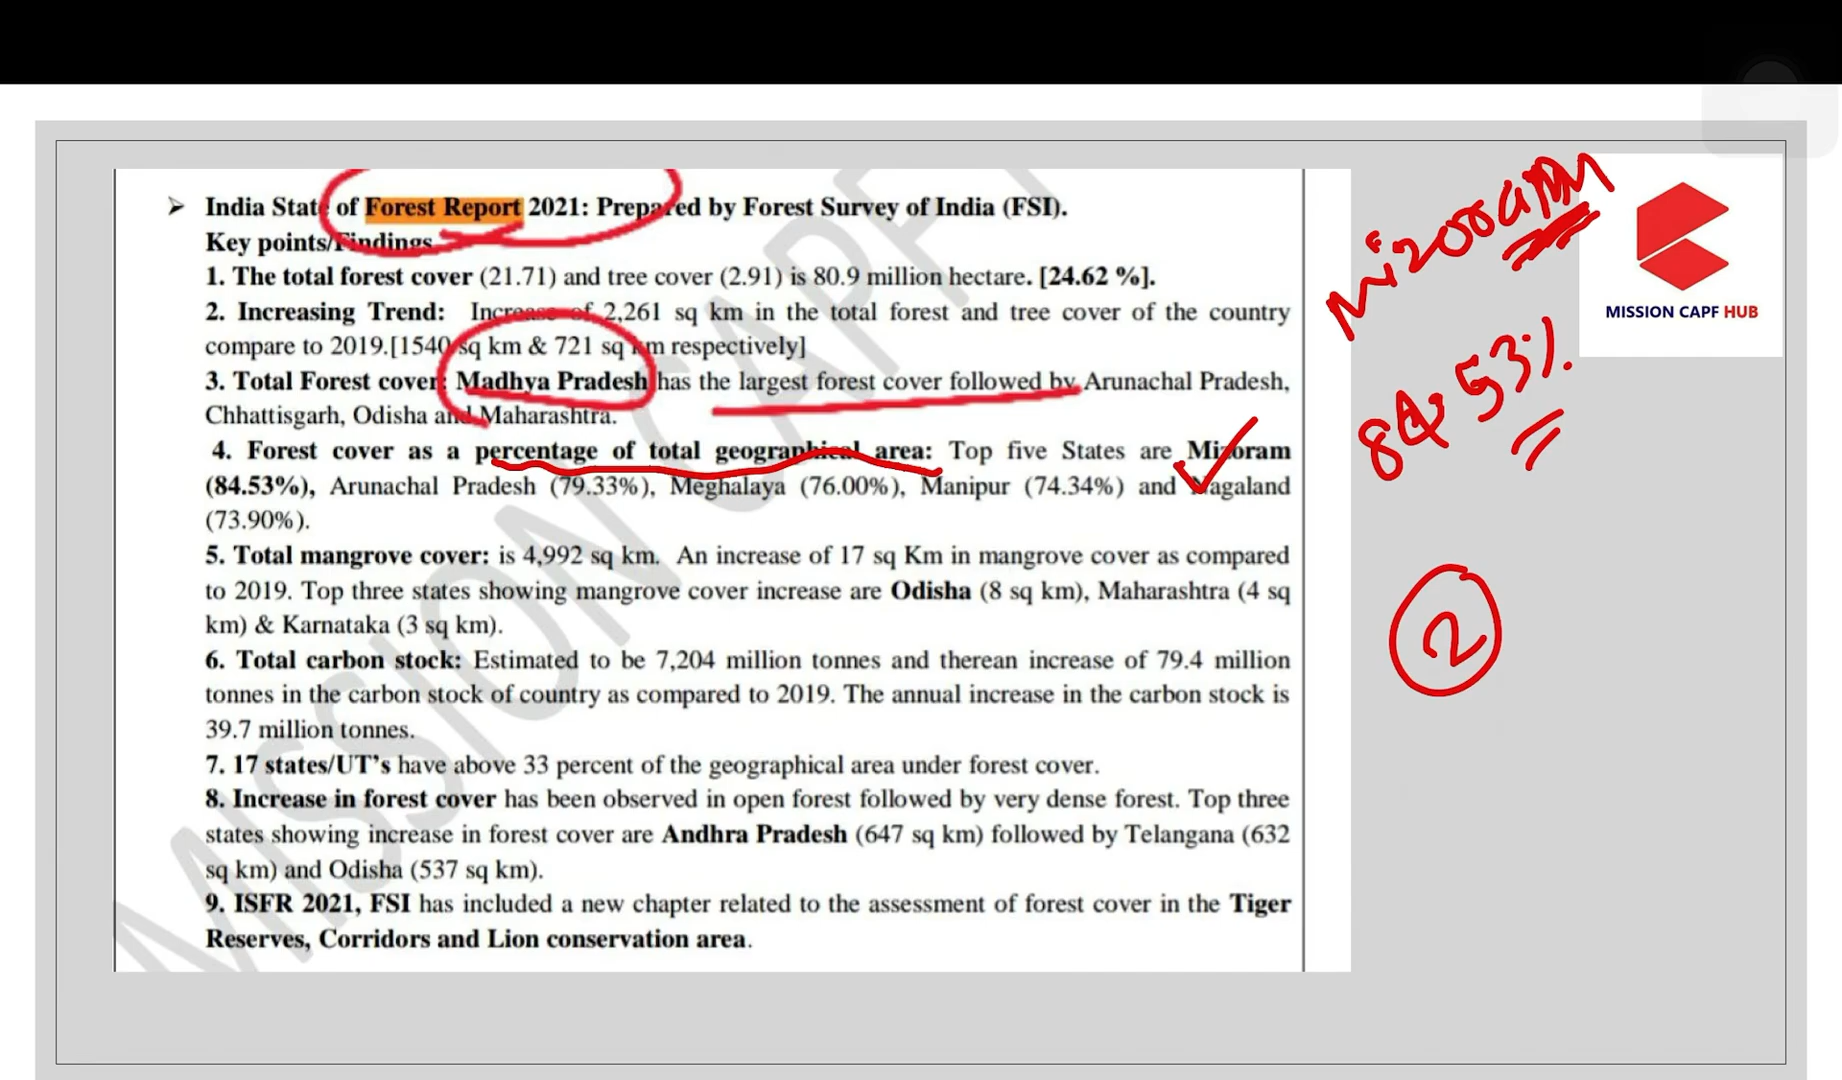 ➤ India State of Forest Report 2021: Prepared by Forest Survey of India (FSI).
Key points/Findings
1. The total forest cover (21.71) and tree cover (2.91) is 80.9 million hectare. [24.62 %].
2. Increasing Trend: Increase of 2,261 sq km in the total forest and tree cover of the country
compare to 2019.[1540 sq km & 721 sq km respectively]
3. Total Forest cover: Madhya Pradesh has the largest forest cover followed by Arunachal Pradesh,
Chhattisgarh, Odisha and Maharashtra.
4. Forest cover as a percentage of total geographical area: Top five States are Mizoram
(84.53%), Arunachal Pradesh (79.33%), Meghalaya (76.00%), Manipur (74.34%) and Nagaland
(73.90%).
5. Total mangrove cover: is 4,992 sq km. An increase of 17 sq Km in mangrove cover as compared
to 2019. Top three states showing mangrove cover increase are Odisha (8 sq km), Maharashtra (4 sq
km) & Karnataka (3 sq km).
6. Total carbon stock: Estimated to be 7,204 million tonnes and therean increase of 79.4 million
tonnes in the carbon stock of country as compared to 2019. The annual increase in the carbon stock is
39.7 million tonnes.
7. 17 states/UT's have above 33 percent of the geographical area under forest cover.
8. Increase in forest cover has been observed in open forest followed by very dense forest. Top three
states showing increase in forest cover are Andhra Pradesh (647 sq km) followed by Telangana (632
sq km) and Odisha (537 sq km).
9. ISFR 2021, FSI has included a new chapter related to the assessment of forest cover in the Tiger
Reserves, Corridors and Lion conservation area.
MISSION CAPF
Mizoram
84.53%
2
MISSION CAPF HUB